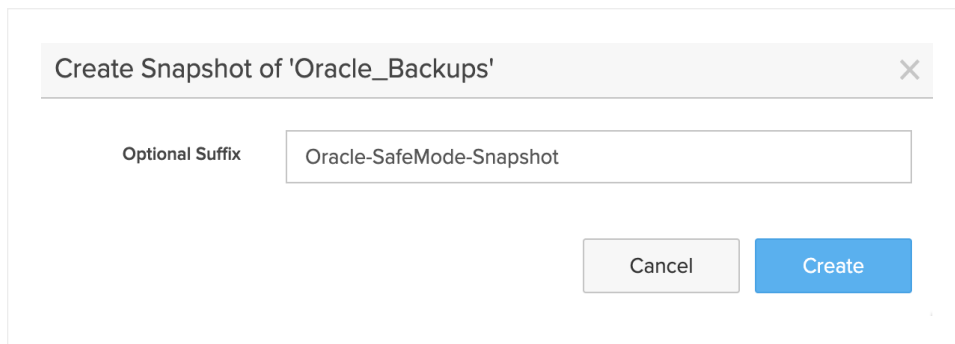 Create Snapshot of 'Oracle_Backups'
Optional Suffix
Oracle-SafeMode-Snapshot
Cancel
Create